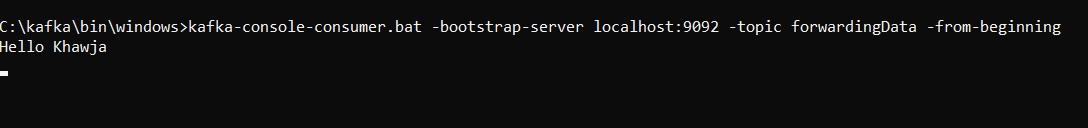 C:\kafka\bin\windows>kafka-console-consumer.bat -bootstrap-server localhost:9092 -topic forwardingData -from-beginning
Hello Khawja